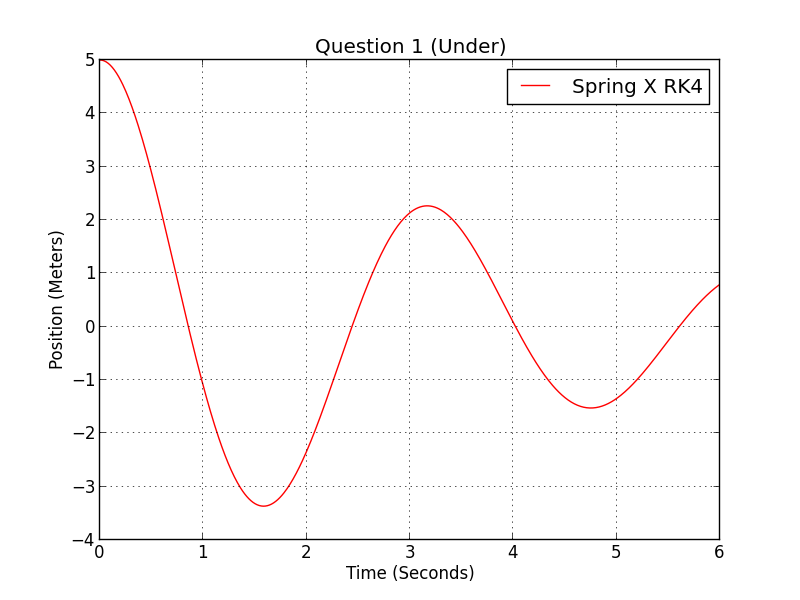 Question 1 (Under)
Spring X RK4
5
4
3
2
1
0
−1
−2
−3
−4
Position (Meters)
0 1 2 3 4 5 6
Time (Seconds)